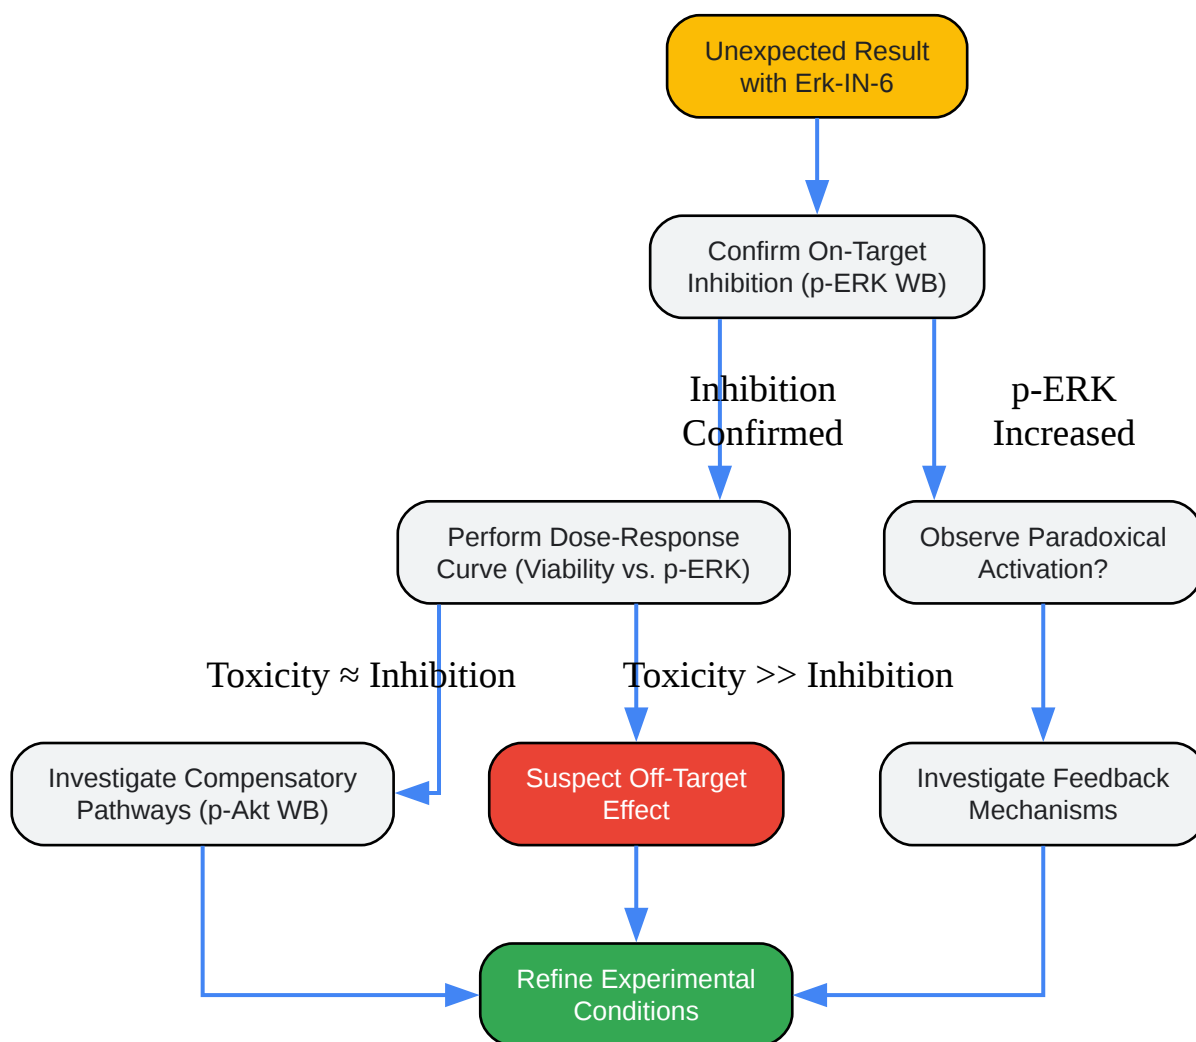 Unexpected Result
with Erk-IN-6
Confirm On-Target
Inhibition (p-ERK WB)
Inhibition
Confirmed
p-ERK
Increased
Perform Dose-Response
Curve (Viability vs. p-ERK)
Observe Paradoxical
Activation?
Toxicity ≈ Inhibition
Toxicity >> Inhibition
Investigate Compensatory
Pathways (p-Akt WB)
Suspect Off-Target
Effect
Investigate Feedback
Mechanisms
Refine Experimental
Conditions